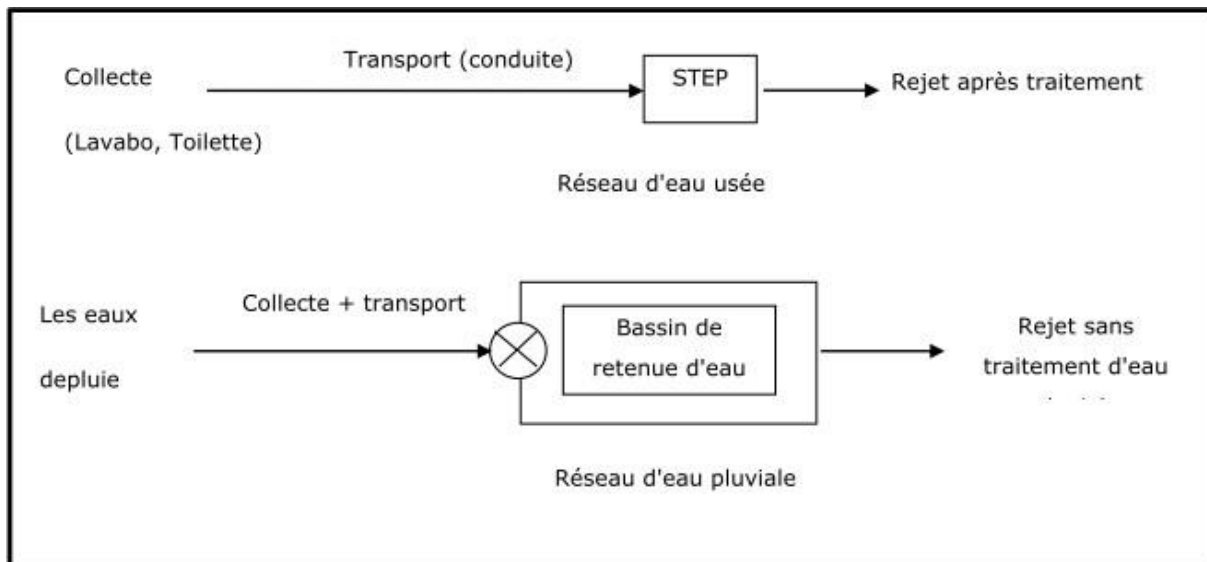 Transport (conduite)
Collecte
STEP
Rejet après traitement
(Lavabo, Toilette)
Réseau d'eau usée
Les eaux
depluie
Collecte + transport
Bassin de
retenue d'eau
Rejet sans
traitement d'eau
Réseau d'eau pluviale